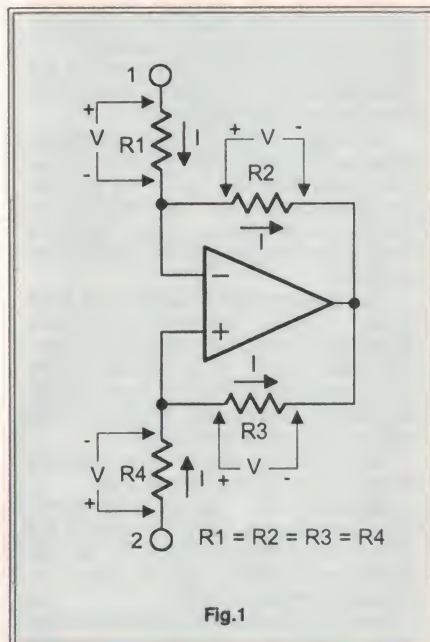 1
+
V
-
R1
I
+ V -
R2
I
−
+
I
R3
+ V -
-
V
+
R4
I
2
R1 = R2 = R3 = R4
Fig.1